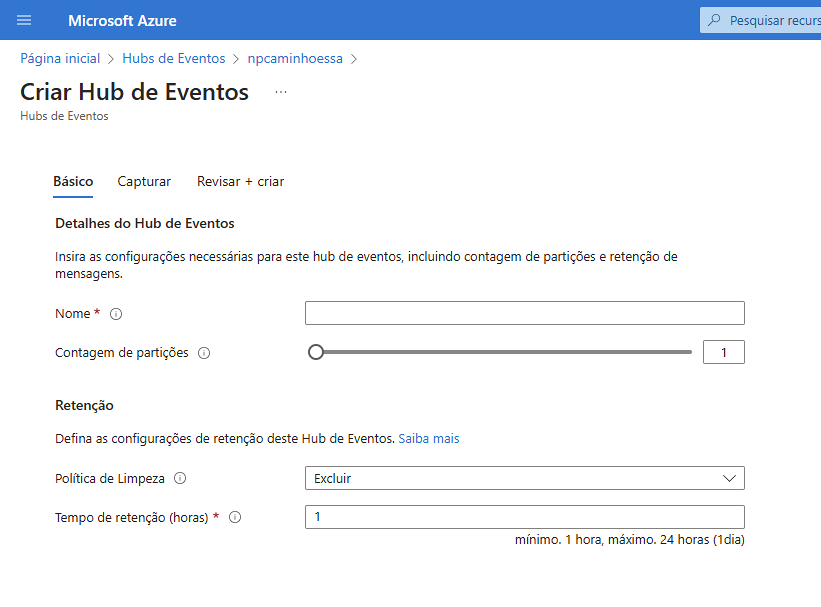 Microsoft Azure
Pesquisar recurs
Página inicial > Hubs de Eventos > npcaminhoessa >
Criar Hub de Eventos ...
Hubs de Eventos
Básico Capturar Revisar + criar
Detalhes do Hub de Eventos
Insira as configurações necessárias para este hub de eventos, incluindo contagem de partições e retenção de
mensagens.
Nome *
Contagem de partições 1
Retenção
Defina as configurações de retenção deste Hub de Eventos. Saiba mais
Política de Limpeza Excluir
Tempo de retenção (horas) * 1
mínimo. 1 hora, máximo. 24 horas (1dia)